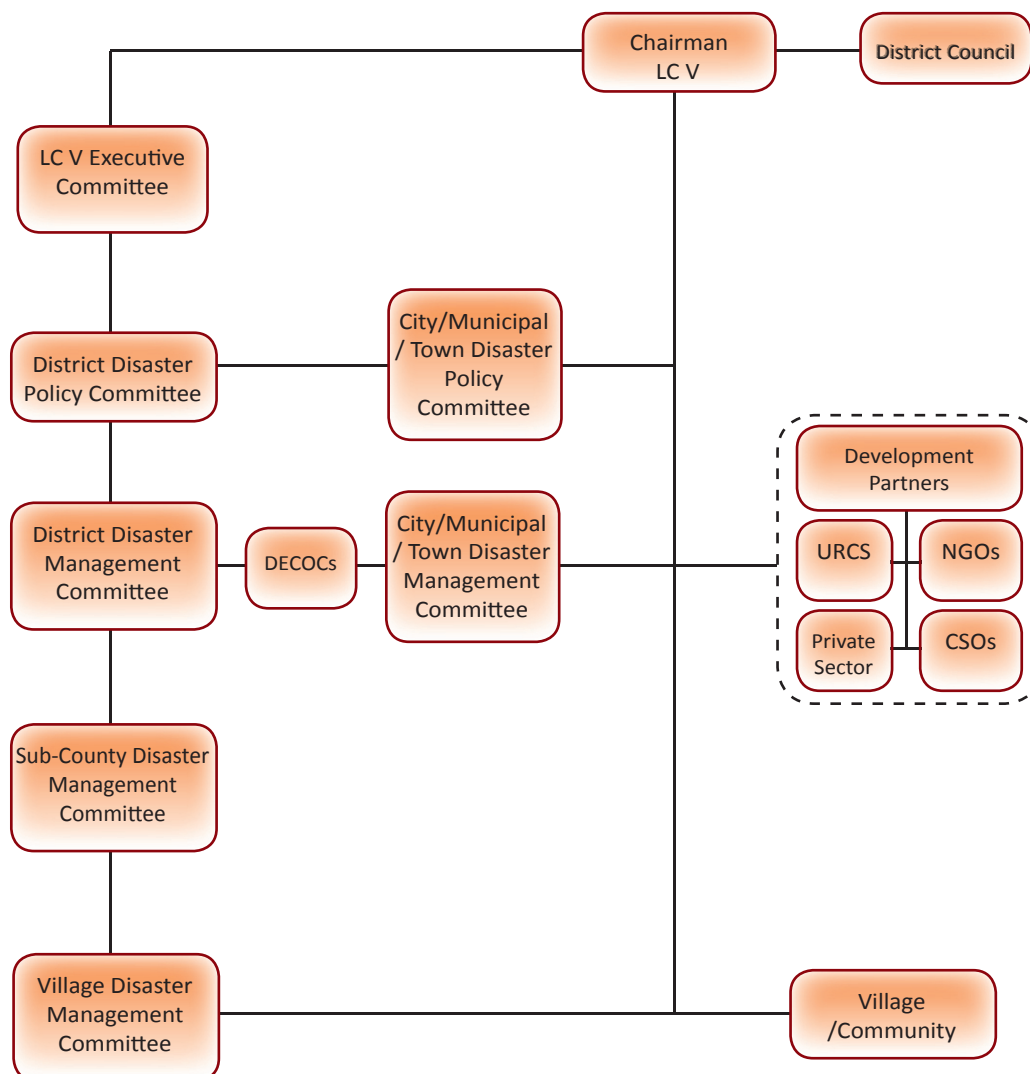 Chairman
LC V
District Council
LC V Executive
Committee
City/Municipal
/ Town Disaster
Policy
Committee
District Disaster
Policy Committee
Development
Partners
District Disaster
Management
Committee
DECOCs
City/Municipal
/ Town Disaster
Management
Committee
URCS
NGOs
Private
Sector
CSOs
Sub-County Disaster
Management
Committee
Village Disaster
Management
Committee
Village
/Community